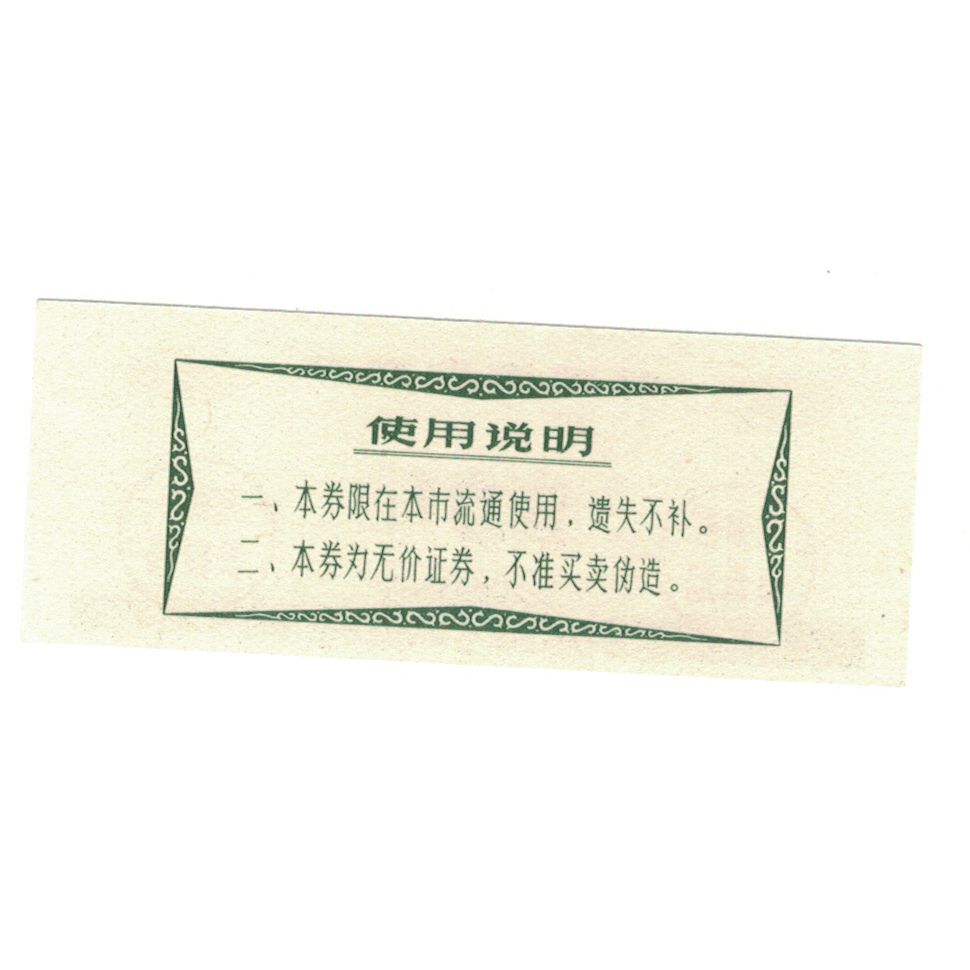 使用说明
一、本券限在本市流通使用，遗失不补。
二、本券为无价证券，不准买卖伪造。